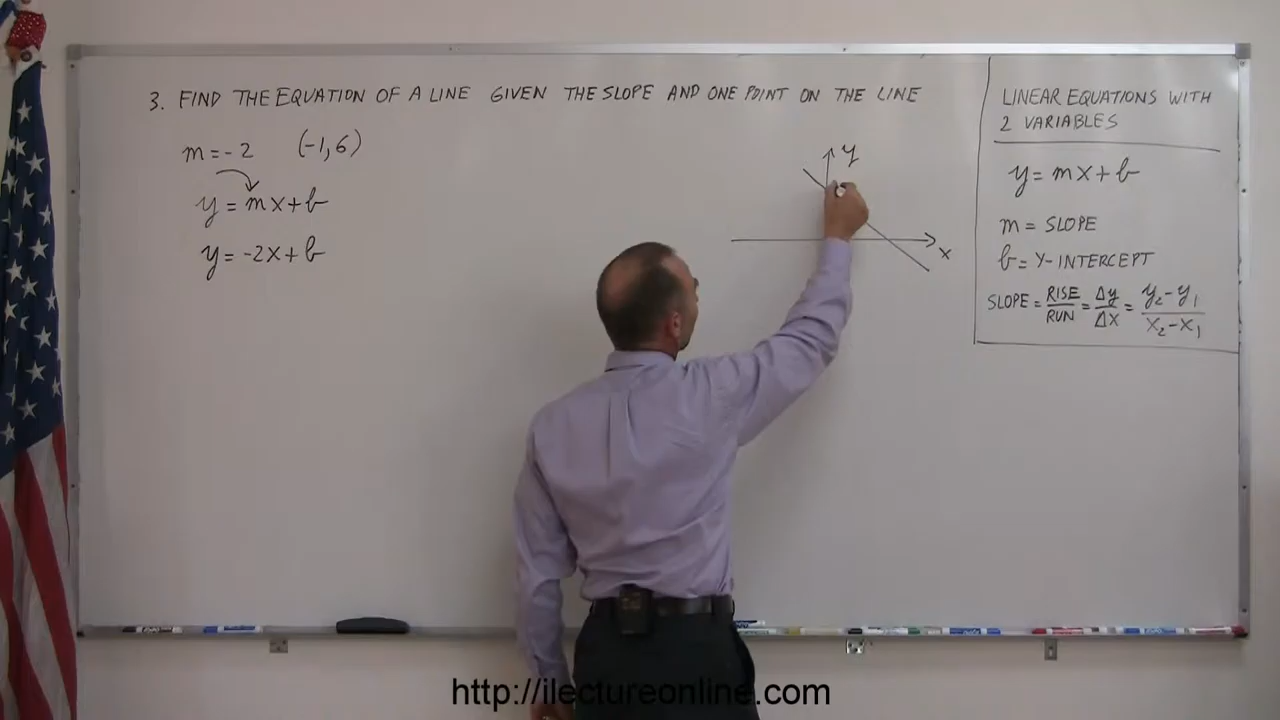 3. FIND THE EQUATION OF A LINE GIVEN THE SLOPE AND ONE POINT ON THE LINE
m = -2 (-1, 6)
y = mx + b
y = -2x + b
y
x
LINEAR EQUATIONS WITH
2 VARIABLES
y = mx + b
m = SLOPE
b = Y-INTERCEPT
SLOPE = RISE/RUN = Δy/Δx = (y₂ - y₁)/(x₂ - x₁)
http://ilectureonline.com